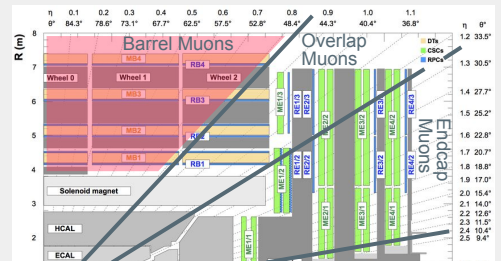 η 0.1 0.2 0.3 0.4 0.5 0.6 0.7 0.8 0.9 1.0 1.1
θ° 84.3° 78.6° 73.1° 67.7° 62.5° 57.5° 52.8° 48.4° 44.3° 40.4° 36.8°
η θ°
R (m)
8
7
6
5
4
3
2
Barrel Muons
Overlap
Muons
Endcap
Muons
DTs
CSCs
RPCs
MB4
RB4
Wheel 0
Wheel 1
Wheel 2
MB3
RB3
MB2
MB1
RB1
Solenoid magnet
HCAL
ECAL
ME1/3
RE1/3
RE2/3
ME2/2
ME3/2
RE3/3
ME4/2
RE4/3
ME1/2
RE1/2
RE2/2
RE3/2
RE4/2
ME1/1
ME2/1
ME3/1
ME4/1
1.2 33.5°
1.3 30.5°
1.4 27.7°
1.5 25.2°
1.6 22.8°
1.7 20.7°
1.8 18.8°
1.9 17.0°
2.0 15.4°
2.1 14.0°
2.2 12.6°
2.3 11.5°
2.4 10.4°
2.5 9.4°